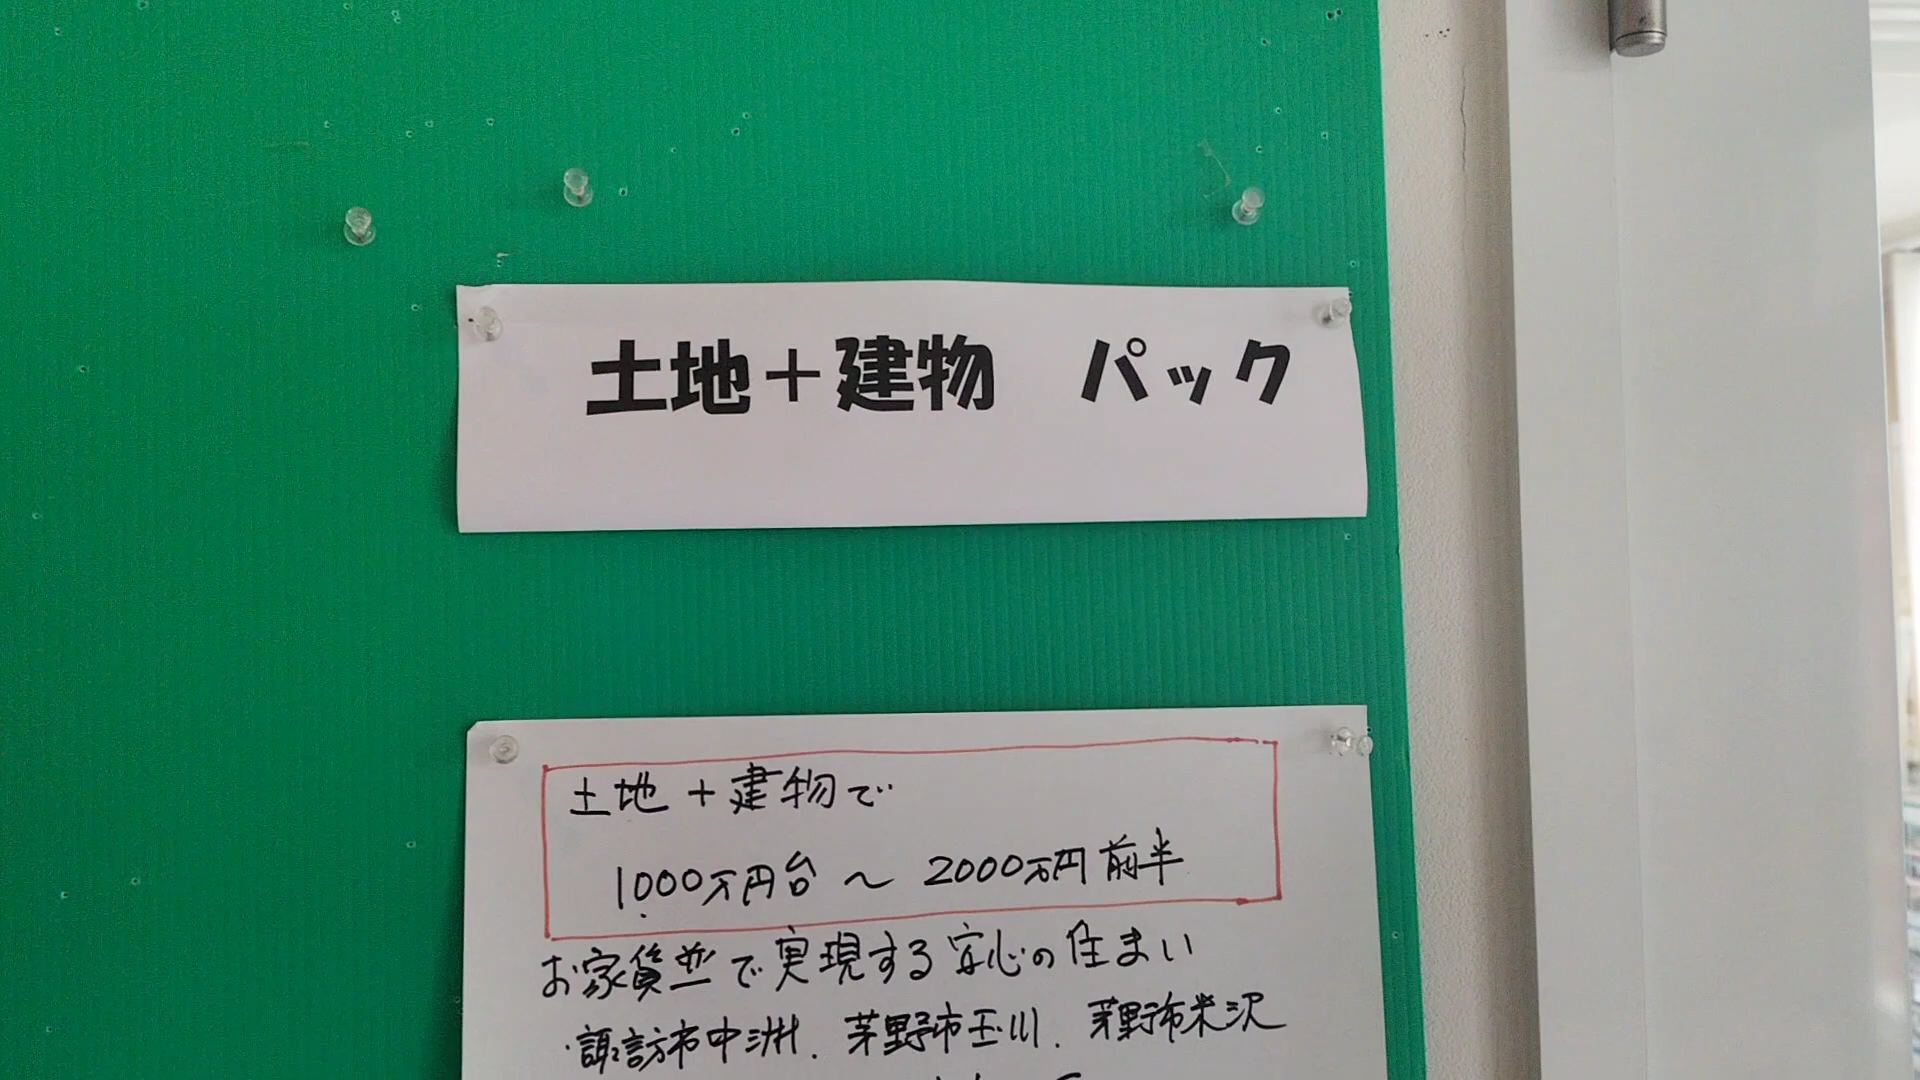 土地＋建物　パック
土地＋建物で
1000万円台～2000万円前半
お家賃並で実現する安心の住まい
・諏訪市中洲、茅野市玉川、茅野市米沢